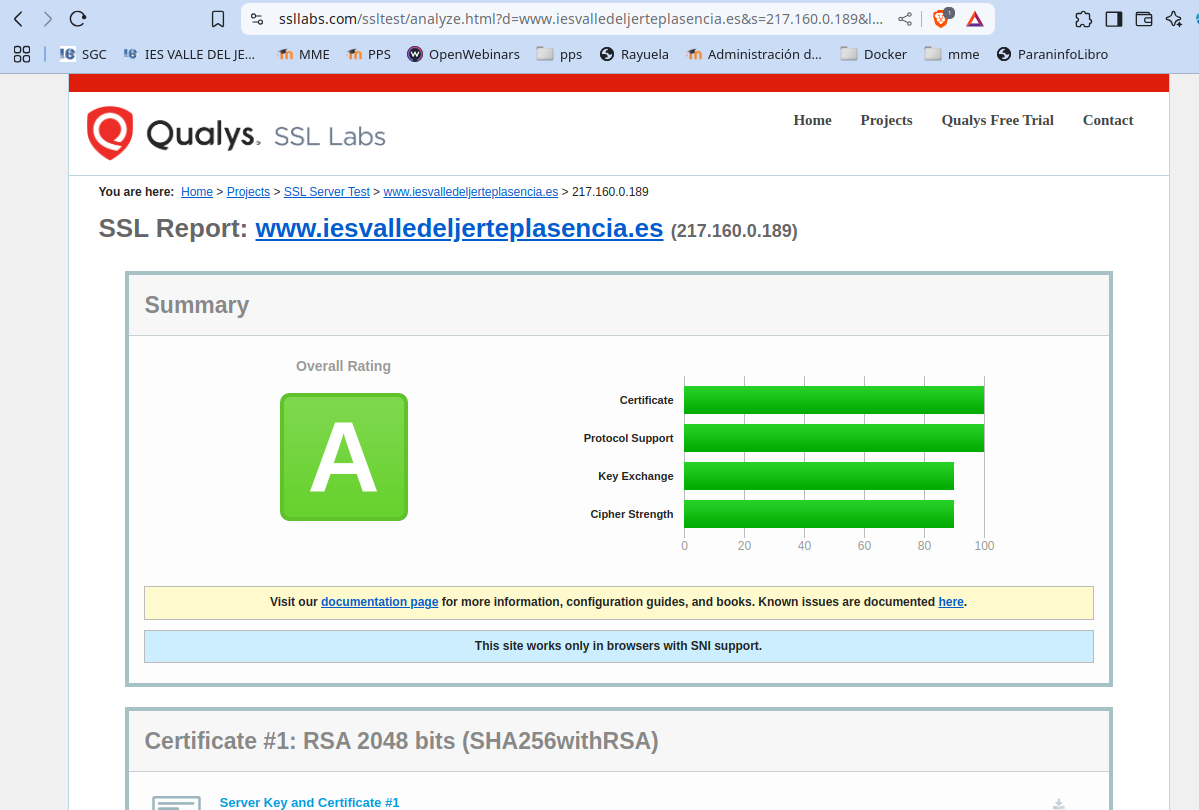 ssllabs.com/ssltest/analyze.html?d=www.iesvalledeljerteplasencia.es&s=217.160.0.189&l...
1
SGC IES VALLE DEL JE... MME PPS OpenWebinars pps Rayuela Administración d... Docker mme ParaninfoLibro
Qualys. SSL Labs
Home Projects Qualys Free Trial Contact
You are here: Home > Projects > SSL Server Test > www.iesvalledeljerteplasencia.es > 217.160.0.189
SSL Report: www.iesvalledeljerteplasencia.es (217.160.0.189)
Summary
Overall Rating
A
Certificate
Protocol Support
Key Exchange
Cipher Strength
0 20 40 60 80 100
Visit our documentation page for more information, configuration guides, and books. Known issues are documented here.
This site works only in browsers with SNI support.
Certificate #1: RSA 2048 bits (SHA256withRSA)
Server Key and Certificate #1